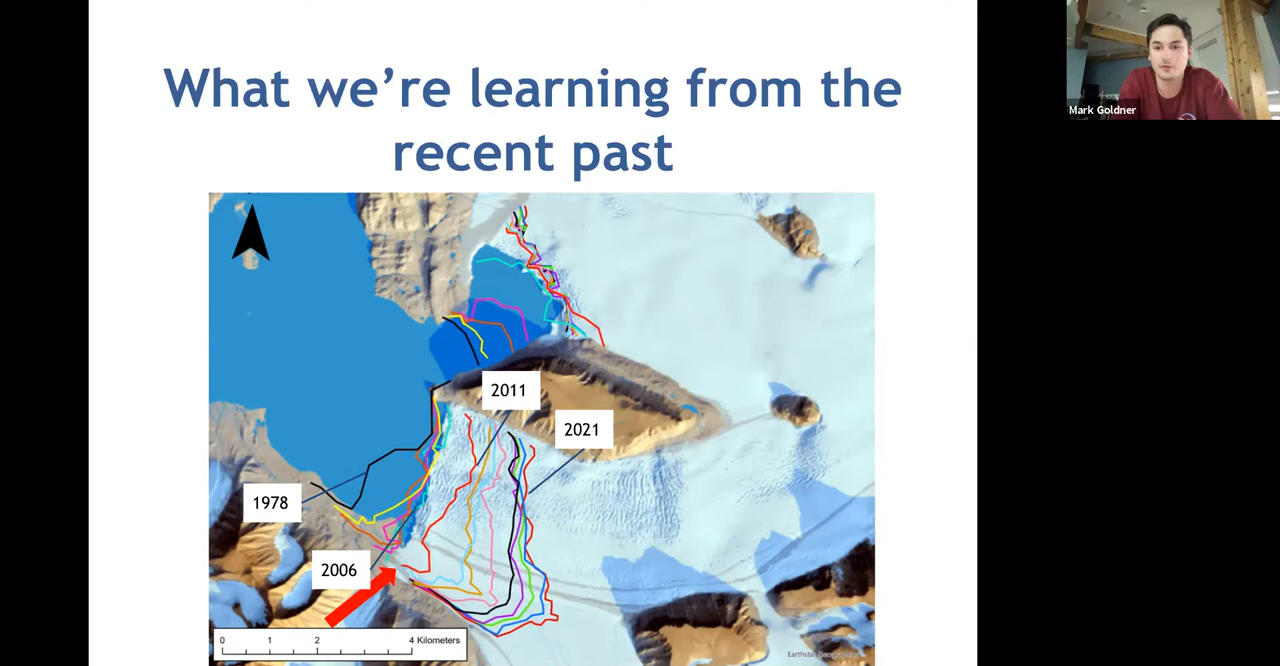 What we're learning from the
recent past
Mark Goldner
2011
2021
1978
2006
0 1 2 4 Kilometers